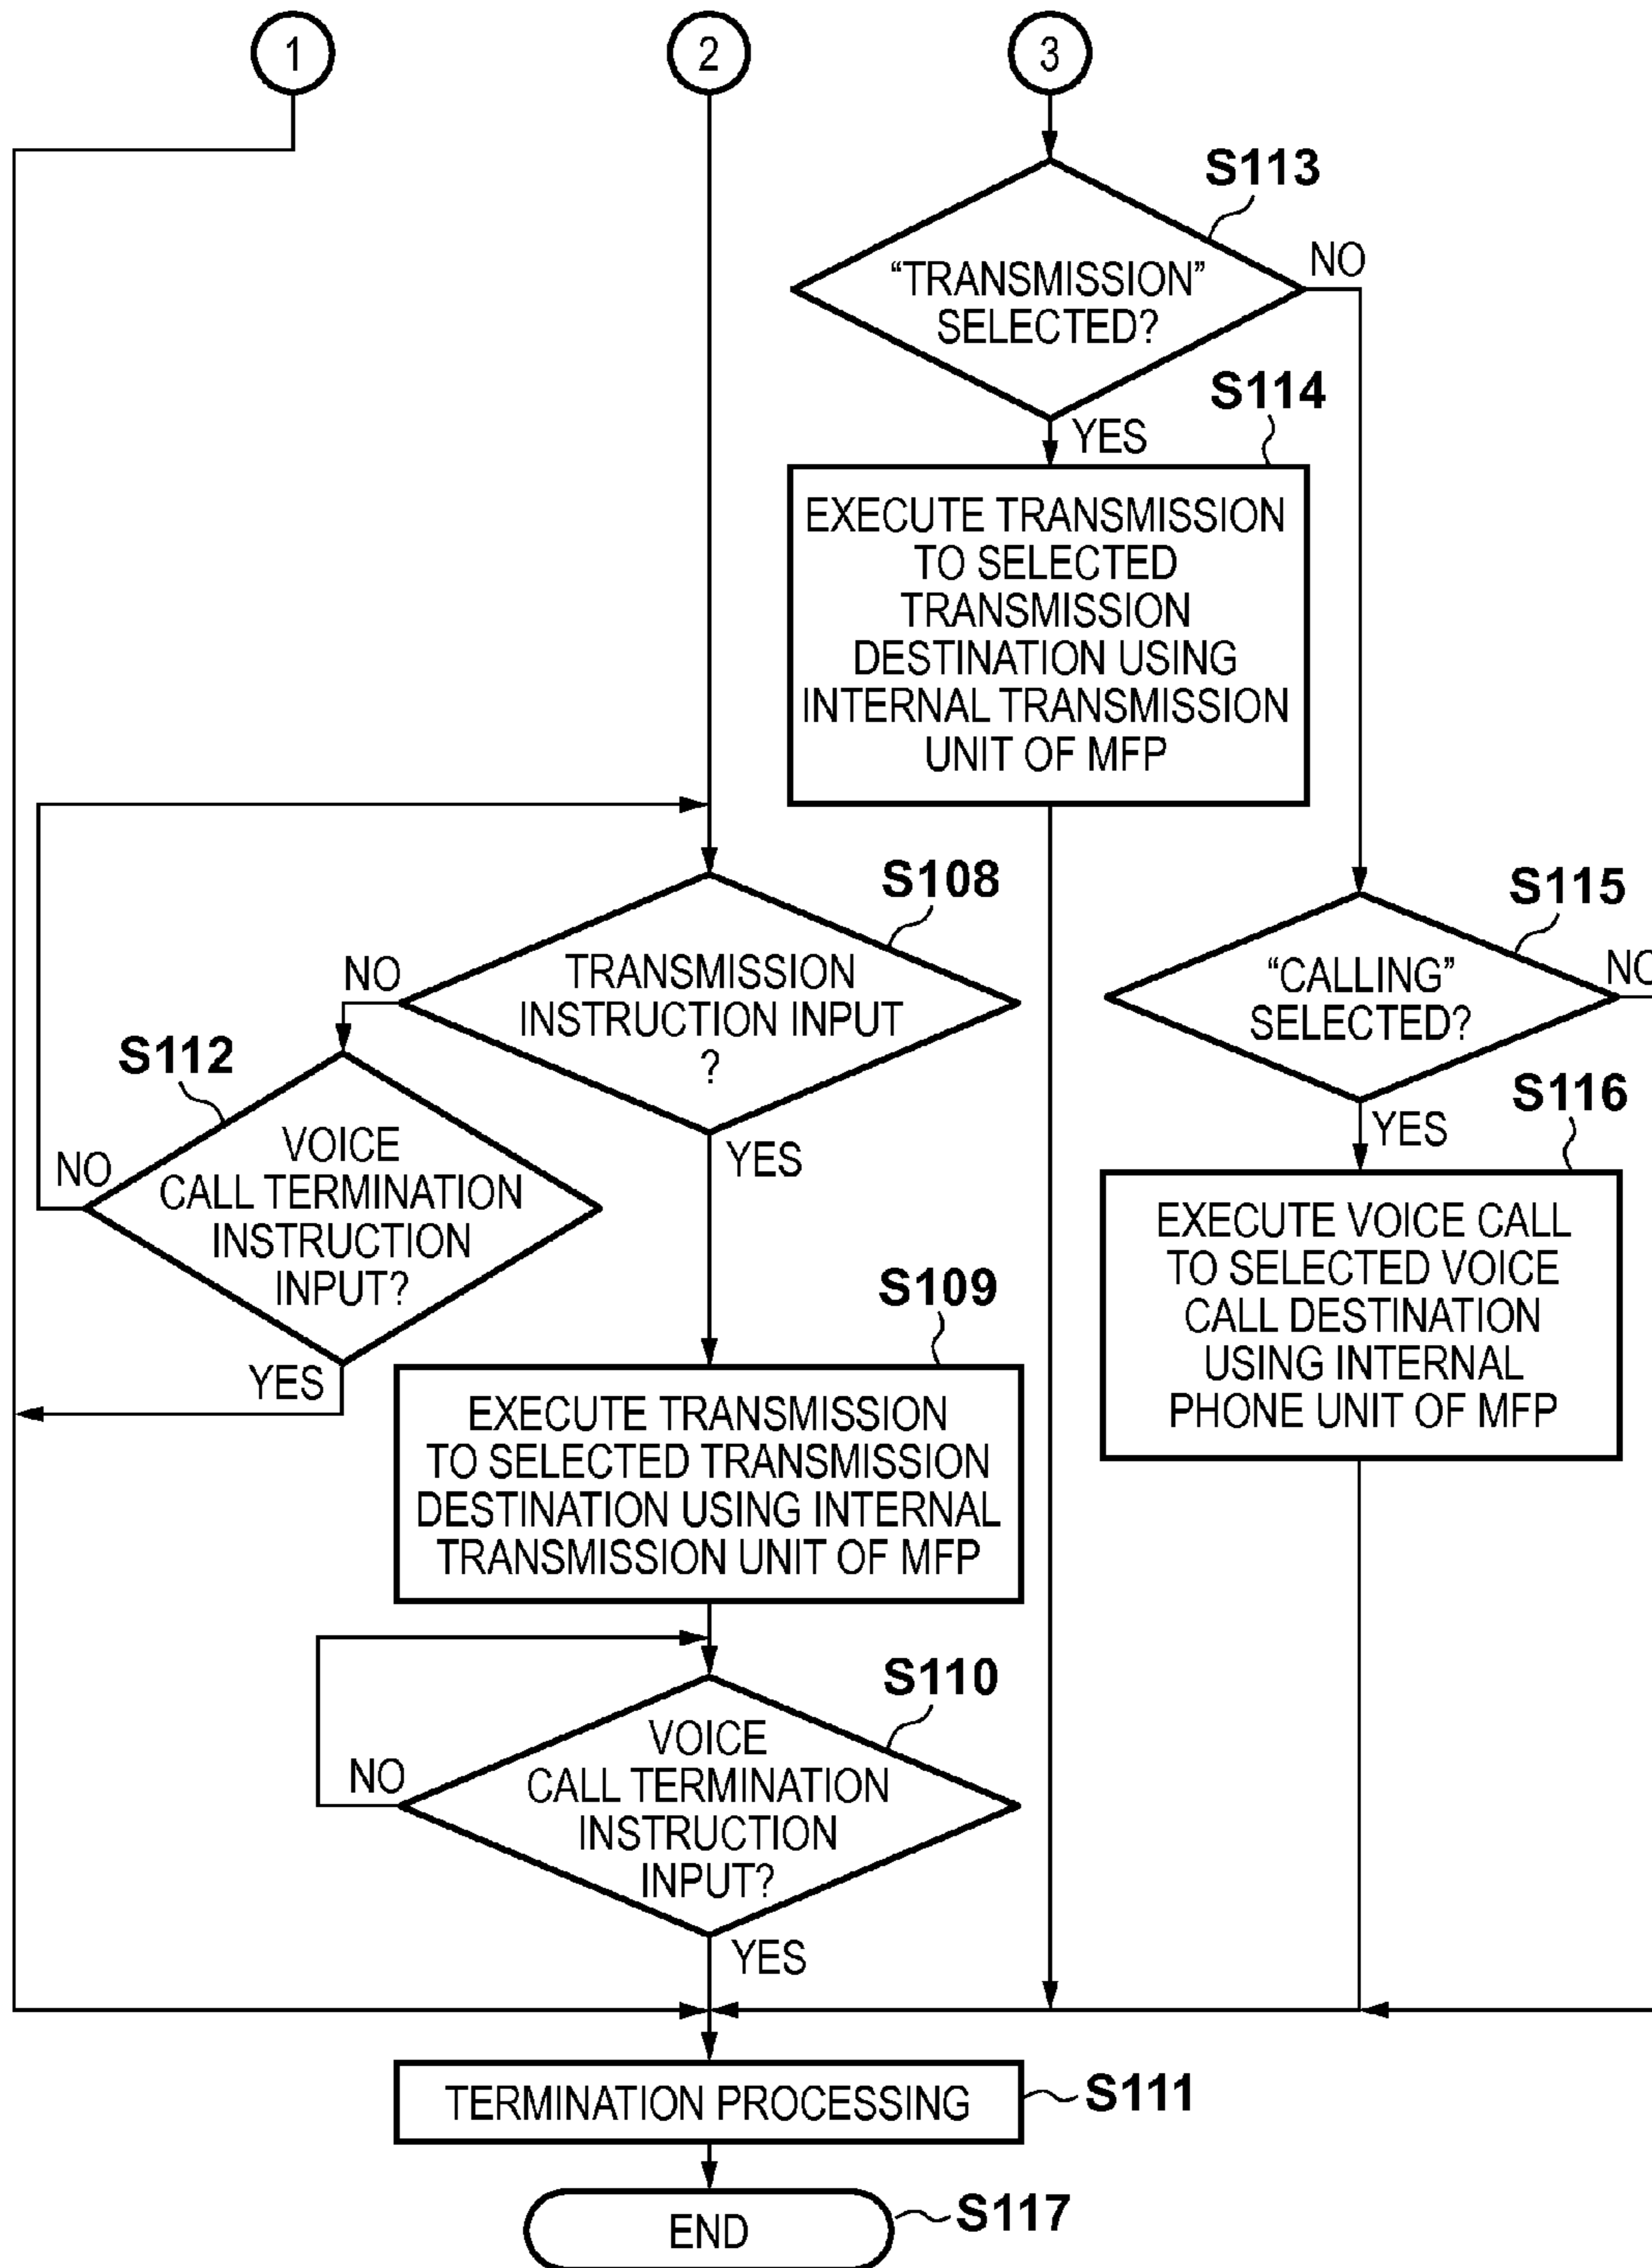 1
2
3
S113
"TRANSMISSION"
SELECTED?
NO
S114
YES
EXECUTE TRANSMISSION
TO SELECTED
TRANSMISSION
DESTINATION USING
INTERNAL TRANSMISSION
UNIT OF MFP
S108
TRANSMISSION
INSTRUCTION INPUT
?
NO
YES
S115
“CALLING”
SELECTED?
NO
YES
S112
VOICE
CALL TERMINATION
INSTRUCTION
INPUT?
NO
YES
S116
EXECUTE VOICE CALL
TO SELECTED VOICE
CALL DESTINATION
USING INTERNAL
PHONE UNIT OF MFP
S109
EXECUTE TRANSMISSION
TO SELECTED TRANSMISSION
DESTINATION USING INTERNAL
TRANSMISSION UNIT OF MFP
S110
VOICE
CALL TERMINATION
INSTRUCTION
INPUT?
NO
YES
TERMINATION PROCESSING
S111
END
S117